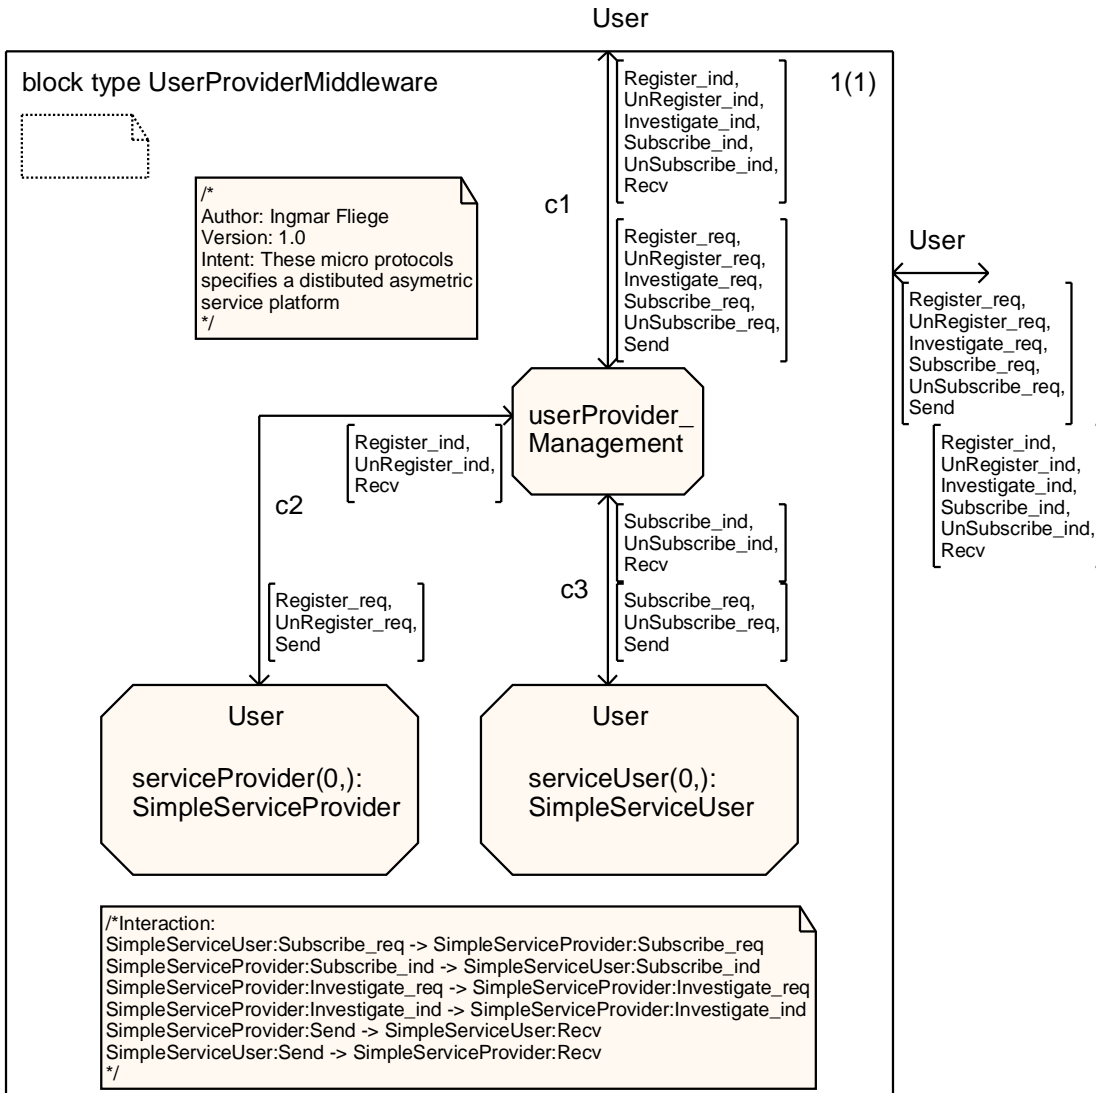 User
block type UserProviderMiddleware
1(1)
Register_ind,
UnRegister_ind,
Investigate_ind,
Subscribe_ind,
UnSubscribe_ind,
Recv
/*
Author: Ingmar Fliege
Version: 1.0
Intent: These micro protocols
specifies a distibuted asymetric
service platform
*/
c1
Register_req,
UnRegister_req,
Investigate_req,
Subscribe_req,
UnSubscribe_req,
Send
User
Register_req,
UnRegister_req,
Investigate_req,
Subscribe_req,
UnSubscribe_req,
Send
Register_ind,
UnRegister_ind,
Investigate_ind,
Subscribe_ind,
UnSubscribe_ind,
Recv
userProvider_
Management
Register_ind,
UnRegister_ind,
Recv
c2
Register_req,
UnRegister_req,
Send
Subscribe_ind,
UnSubscribe_ind,
Recv
c3
Subscribe_req,
UnSubscribe_req,
Send
User
serviceProvider(0,):
SimpleServiceProvider
User
serviceUser(0,):
SimpleServiceUser
/*Interaction:
SimpleServiceUser:Subscribe_req -> SimpleServiceProvider:Subscribe_req
SimpleServiceProvider:Subscribe_ind -> SimpleServiceUser:Subscribe_ind
SimpleServiceProvider:Investigate_req -> SimpleServiceProvider:Investigate_req
SimpleServiceProvider:Investigate_ind -> SimpleServiceProvider:Investigate_ind
SimpleServiceProvider:Send -> SimpleServiceUser:Recv
SimpleServiceUser:Send -> SimpleServiceProvider:Recv
*/